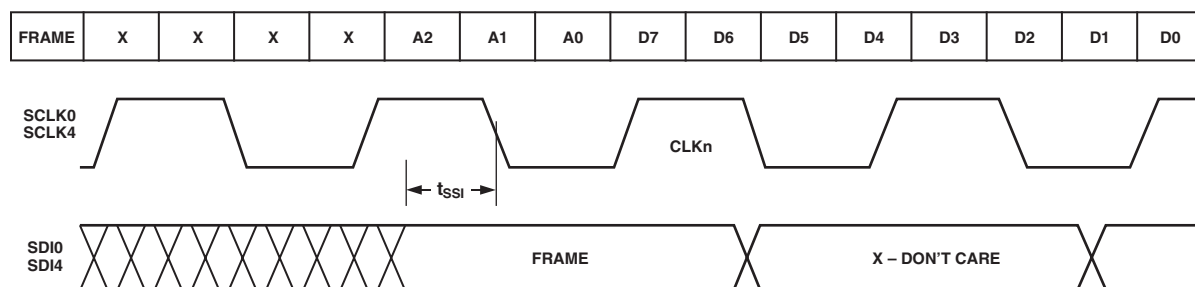 FRAME X X X X A2 A1 A0 D7 D6 D5 D4 D3 D2 D1 D0
SCLK0
SCLK4
CLKn
tSSI
SDI0
SDI4
FRAME
X – DON'T CARE